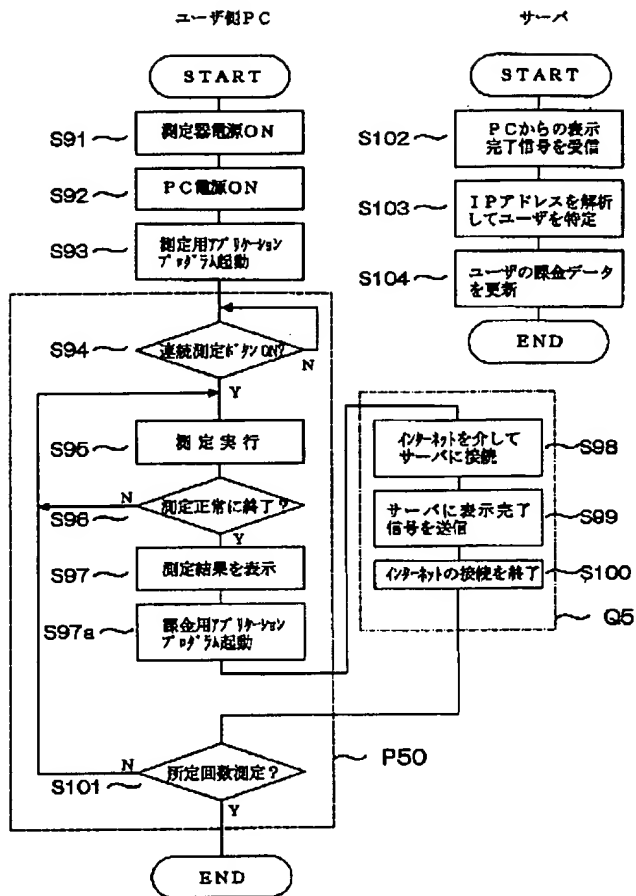 ユーザ側PC
サーバ
START
START
S91
測定器電源ON
S92
PC電源ON
S93
測定用アプリケーション
プログラム起動
S94
連続測定ボタンON?
N
Y
S95
測定実行
N
S96
測定正常に終了?
Y
S97
測定結果を表示
S97a
課金用アプリケーション
プログラム起動
N
S101
所定回数測定?
Y
P50
END
S102
PCからの表示
完了信号を受信
S103
IPアドレスを解析
してユーザを特定
S104
ユーザの課金データ
を更新
END
インターネットを介して
サーバに接続
S98
サーバに表示完了
信号を送信
S99
インターネットの接続を終了
S100
Q5